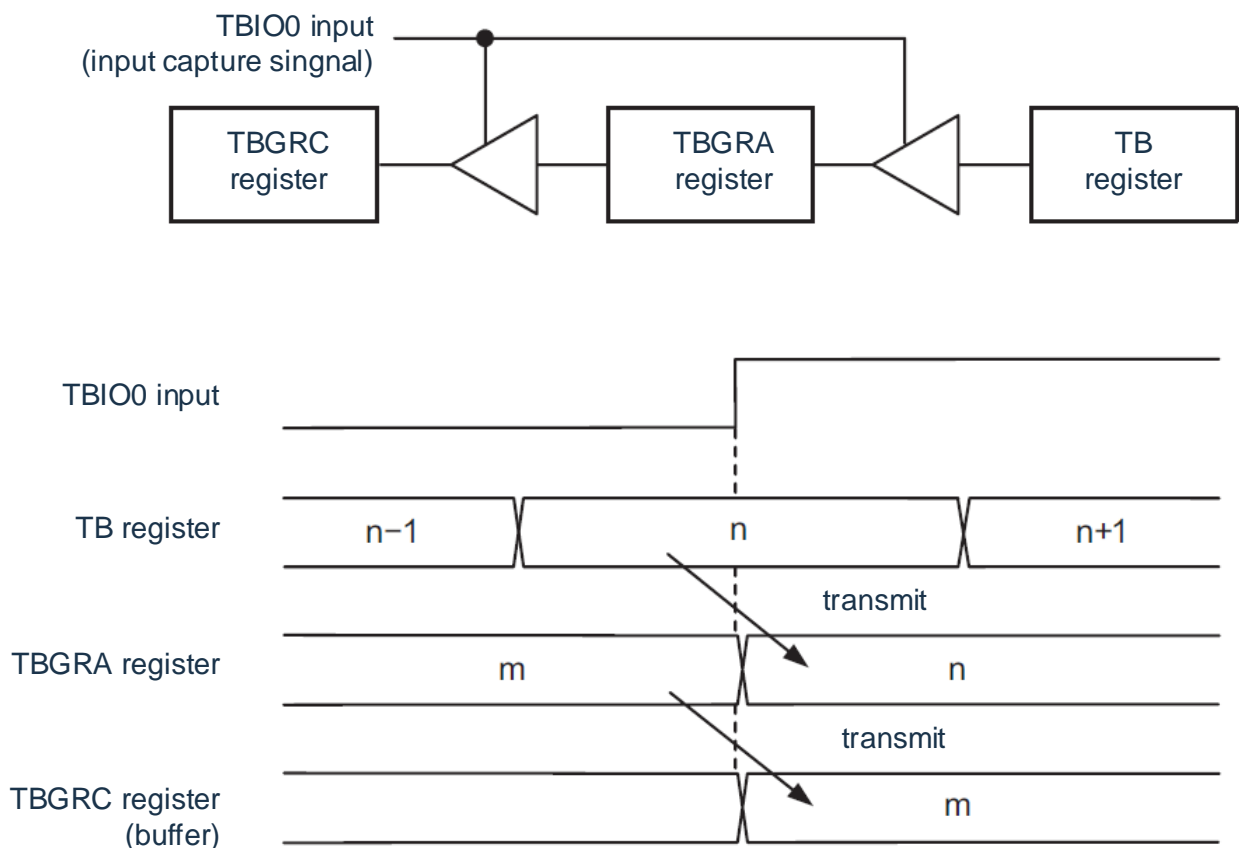 TBIO0 input
(input capture singnal)
TBGRC
register
TBGRA
register
TB
register
TBIO0 input
TB register
n−1
n
n+1
transmit
TBGRA register
m
n
transmit
TBGRC register
(buffer)
m